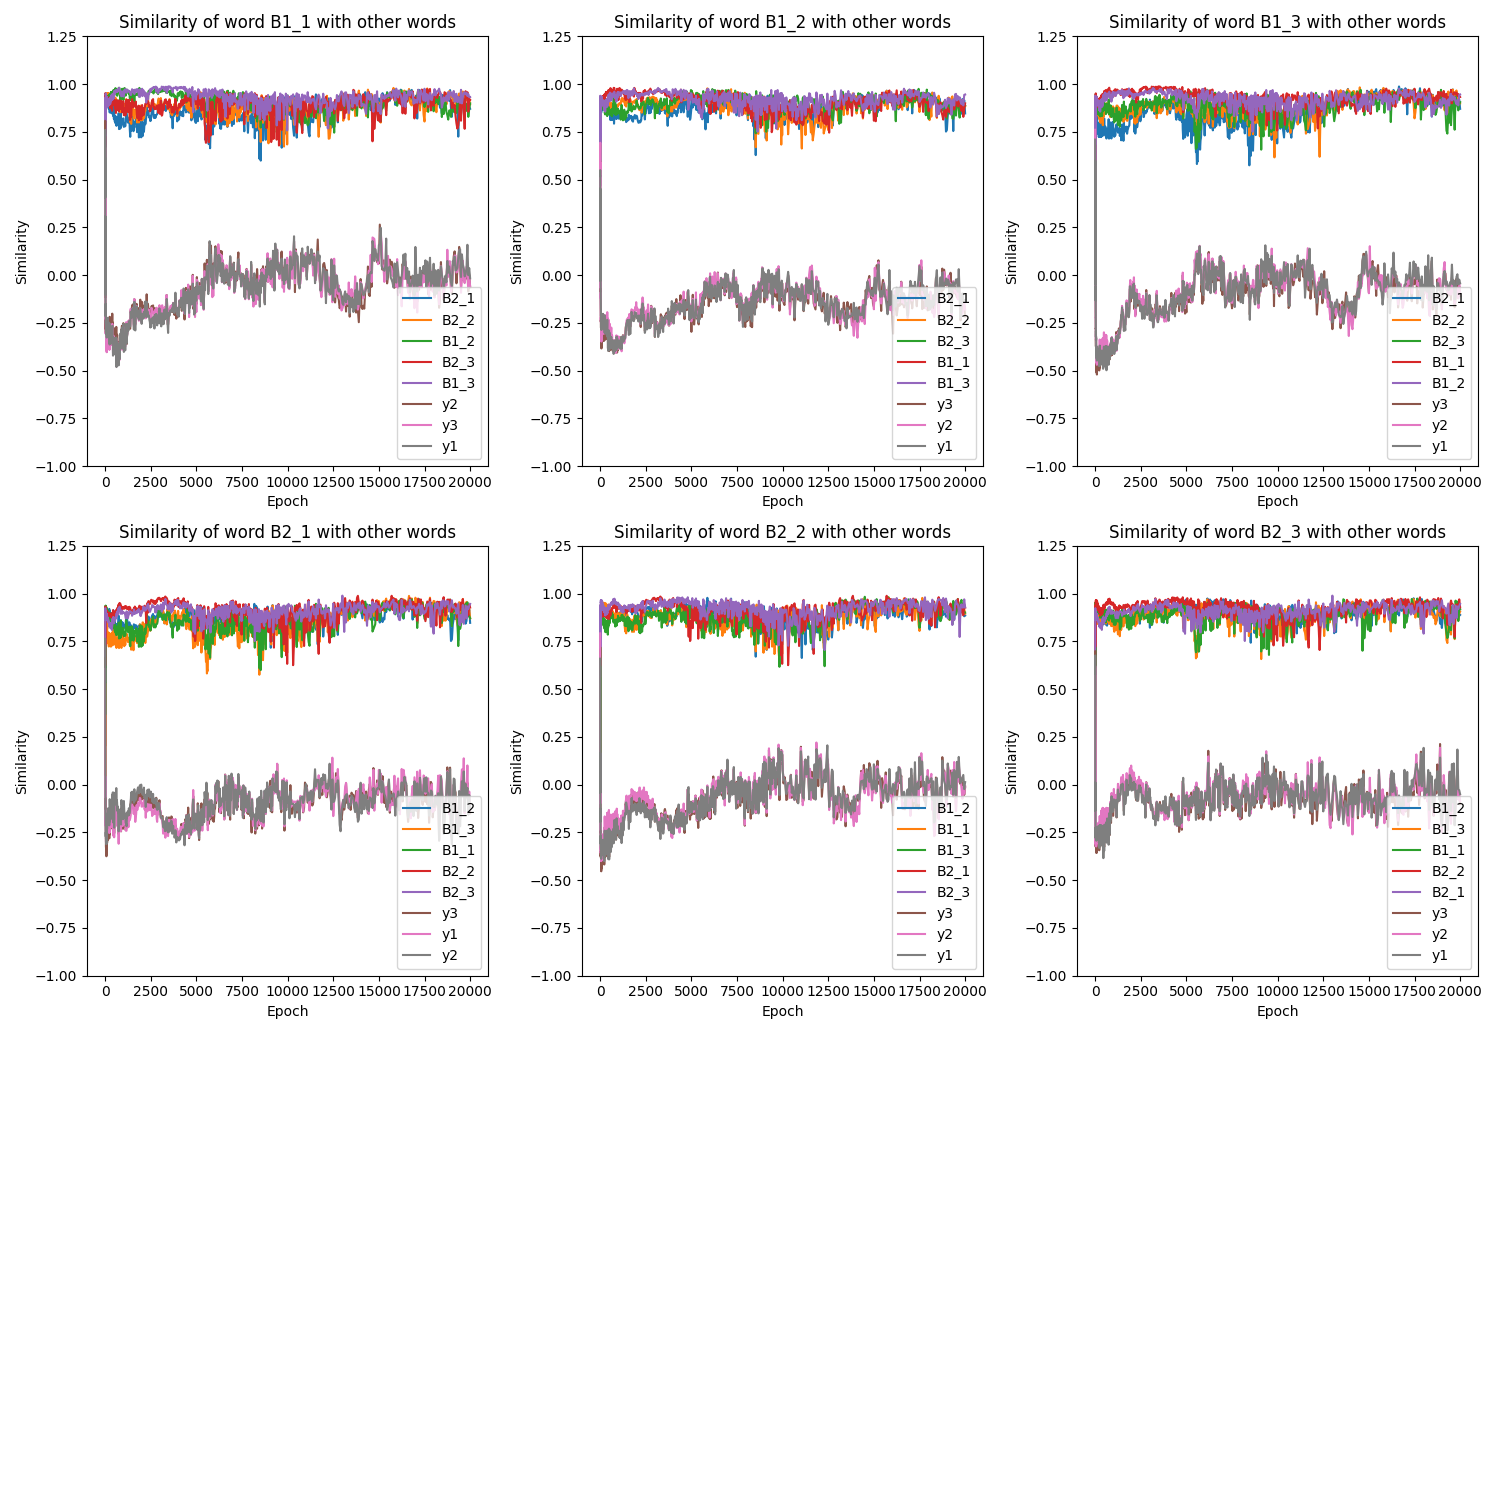 Similarity of word B1_1 with other words
1.25
1.00
0.75
0.50
0.25
0.00
−0.25
−0.50
−0.75
−1.00
Similarity
0 2500 5000 7500 10000 12500 15000 17500 20000
Epoch
B2_1
B2_2
B1_2
B2_3
B1_3
y2
y3
y1
Similarity of word B1_2 with other words
1.25
1.00
0.75
0.50
0.25
0.00
−0.25
−0.50
−0.75
−1.00
Similarity
0 2500 5000 7500 10000 12500 15000 17500 20000
Epoch
B2_1
B2_2
B2_3
B1_1
B1_3
y3
y2
y1
Similarity of word B1_3 with other words
1.25
1.00
0.75
0.50
0.25
0.00
−0.25
−0.50
−0.75
−1.00
Similarity
0 2500 5000 7500 10000 12500 15000 17500 20000
Epoch
B2_1
B2_2
B2_3
B1_1
B1_2
y3
y2
y1
Similarity of word B2_1 with other words
1.25
1.00
0.75
0.50
0.25
0.00
−0.25
−0.50
−0.75
−1.00
Similarity
0 2500 5000 7500 10000 12500 15000 17500 20000
Epoch
B1_2
B1_3
B1_1
B2_2
B2_3
y3
y1
y2
Similarity of word B2_2 with other words
1.25
1.00
0.75
0.50
0.25
0.00
−0.25
−0.50
−0.75
−1.00
Similarity
0 2500 5000 7500 10000 12500 15000 17500 20000
Epoch
B1_2
B1_1
B1_3
B2_1
B2_3
y3
y2
y1
Similarity of word B2_3 with other words
1.25
1.00
0.75
0.50
0.25
0.00
−0.25
−0.50
−0.75
−1.00
Similarity
0 2500 5000 7500 10000 12500 15000 17500 20000
Epoch
B1_2
B1_3
B1_1
B2_2
B2_1
y3
y2
y1